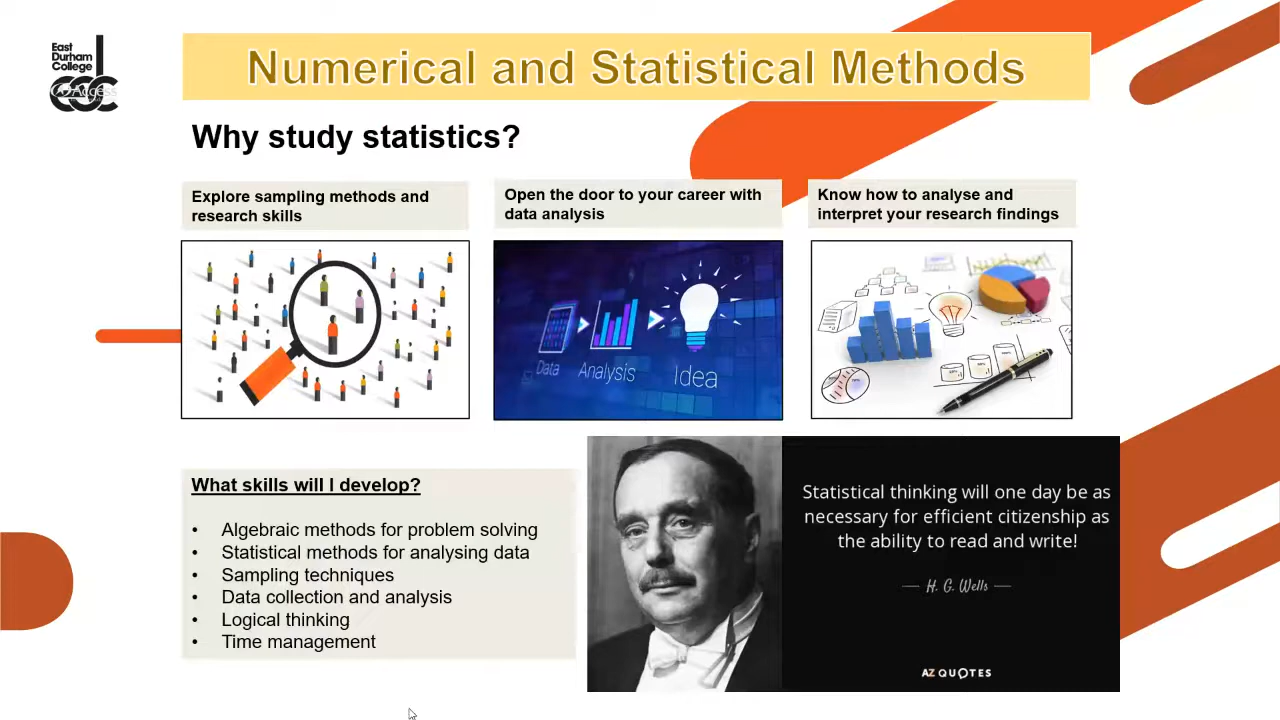 East
Durham
College
edc
Access
Numerical and Statistical Methods
Why study statistics?
Explore sampling methods and
research skills
Open the door to your career with
data analysis
Know how to analyse and
interpret your research findings
Data
Analysis
Idea
What skills will I develop?
• Algebraic methods for problem solving
• Statistical methods for analysing data
• Sampling techniques
• Data collection and analysis
• Logical thinking
• Time management
Statistical thinking will one day be as
necessary for efficient citizenship as
the ability to read and write!
— H. G. Wells —
AZ QUOTES